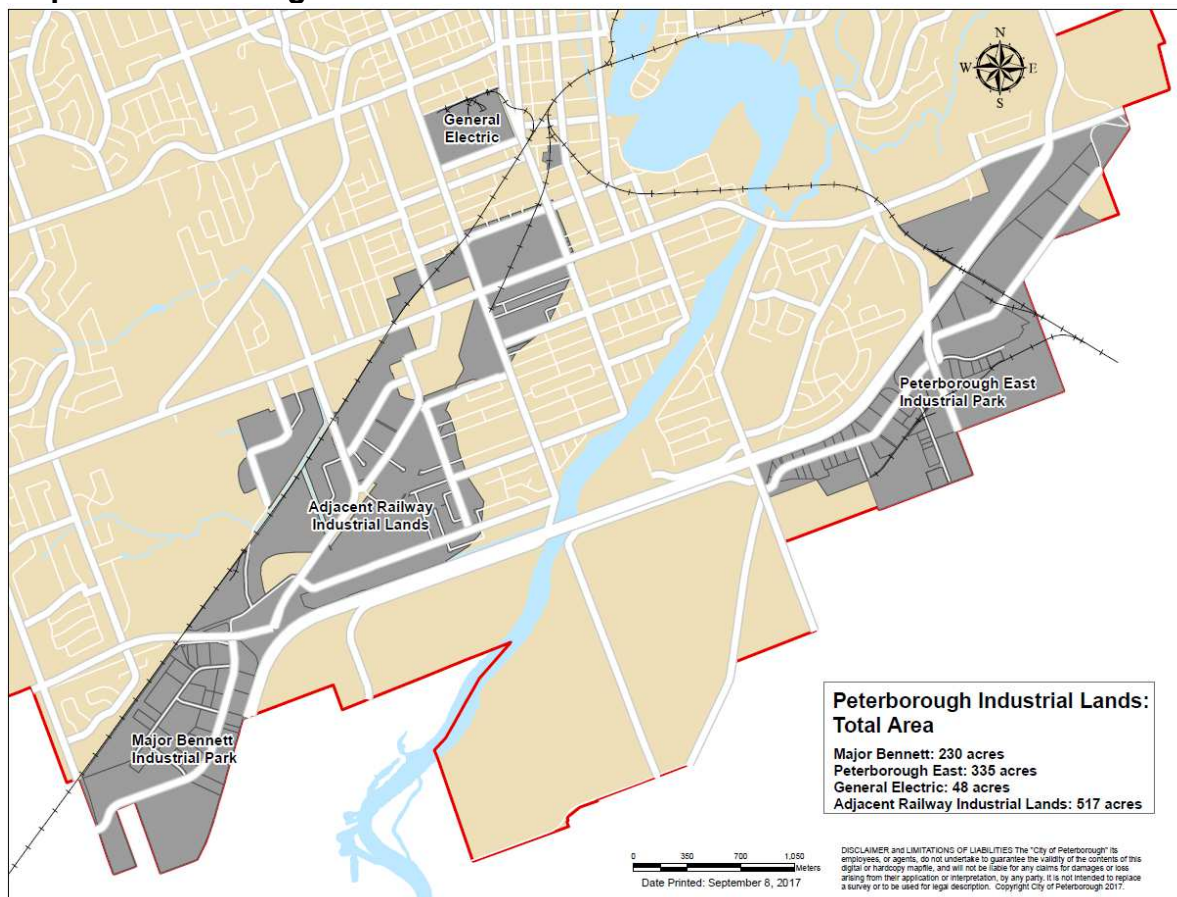 N
W
E
S
General
Electric
Peterborough East
Industrial Park
Adjacent Railway
Industrial Lands
Major Bennett
Industrial Park
Peterborough Industrial Lands:
Total Area
Major Bennett: 230 acres
Peterborough East: 335 acres
General Electric: 48 acres
Adjacent Railway Industrial Lands: 517 acres
0 350 700 1,050
Meters
Date Printed: September 8, 2017
DISCLAIMER and LIMITATIONS OF LIABILITIES The "City of Peterborough" its
employees, or agents, do not undertake to guarantee the validity of the contents of this
digital or hardcopy mapfile, and will not be liable for any claims for damages or loss
arising from their application or interpretation, by any party. It is not intended to replace
a survey or to be used for legal description. Copyright City of Peterborough 2017.